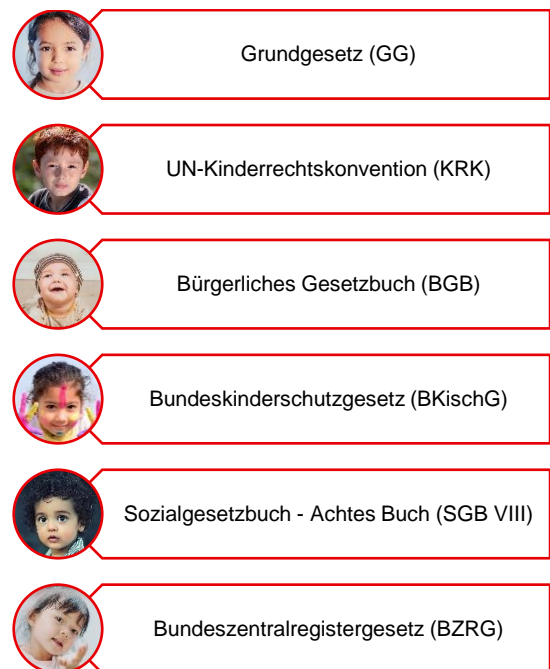 Grundgesetz (GG)
UN-Kinderrechtskonvention (KRK)
Bürgerliches Gesetzbuch (BGB)
Bundeskinderschutzgesetz (BKischG)
Sozialgesetzbuch - Achtes Buch (SGB VIII)
Bundeszentralregistergesetz (BZRG)